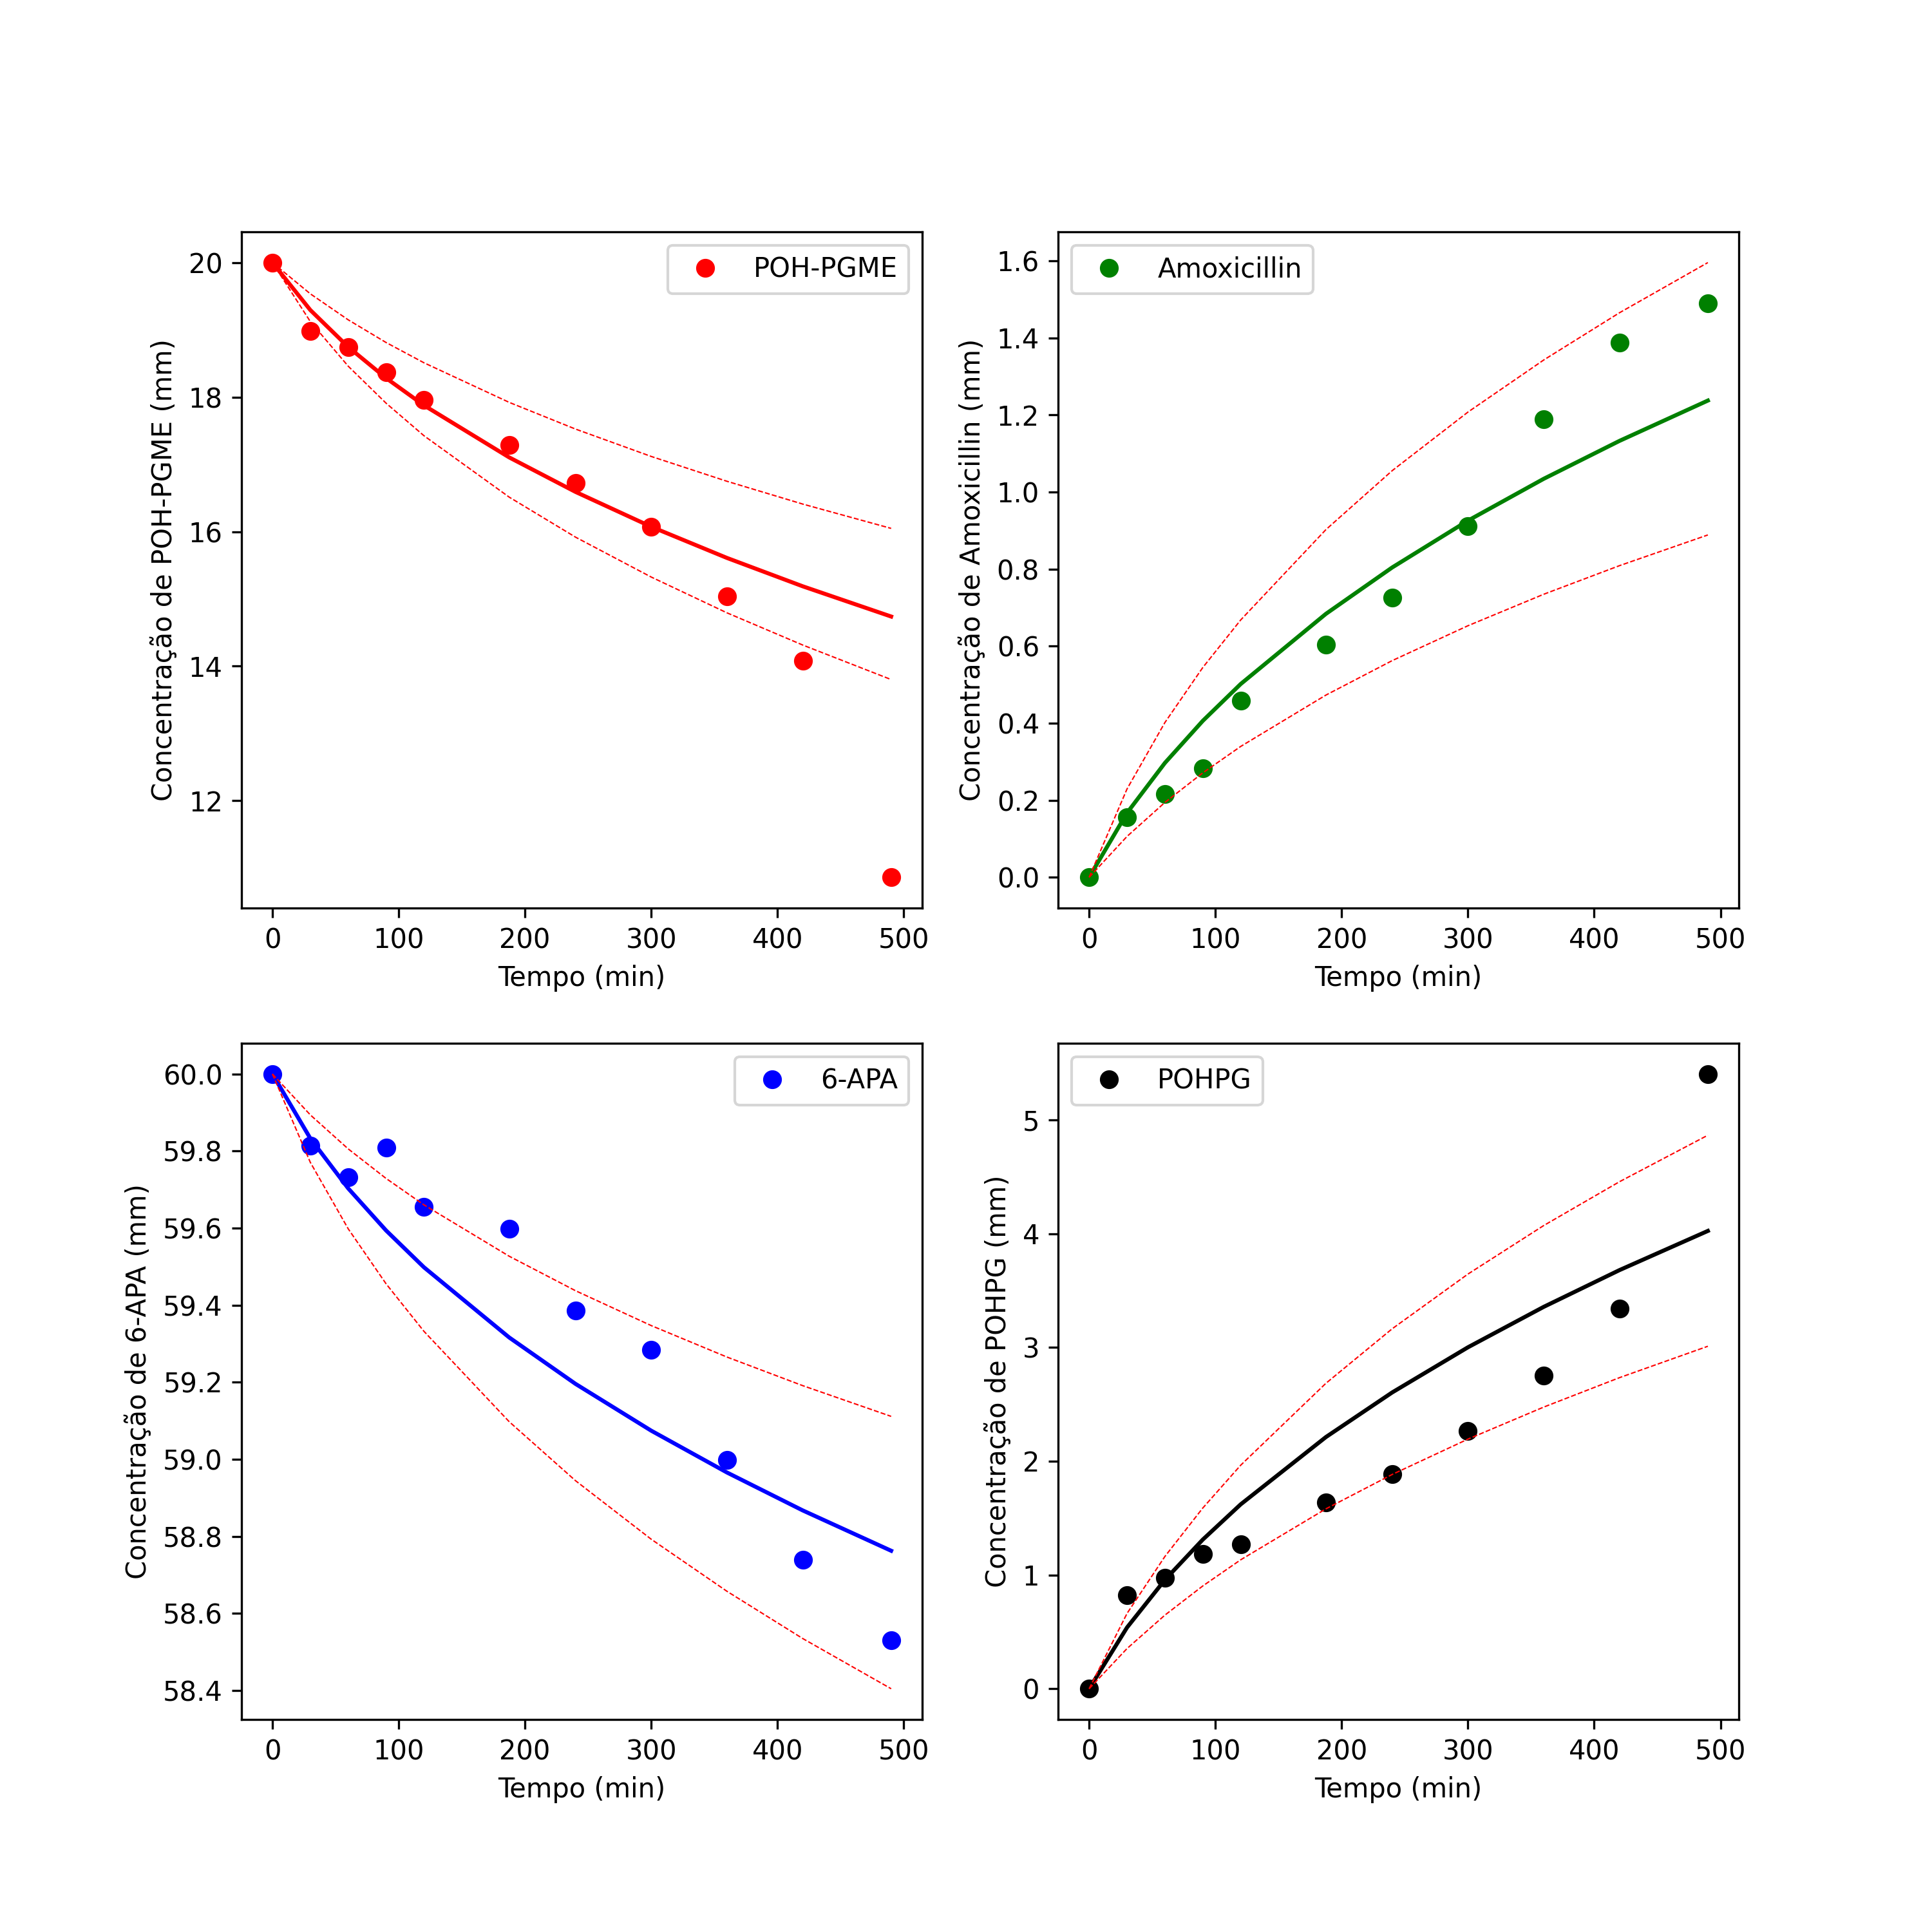 POH-PGME
20
18
16
14
12
Concentração de POH-PGME (mm)
0 100 200 300 400 500
Tempo (min)
Amoxicillin
1.6
1.4
1.2
1.0
0.8
0.6
0.4
0.2
0.0
Concentração de Amoxicillin (mm)
0 100 200 300 400 500
Tempo (min)
6-APA
60.0
59.8
59.6
59.4
59.2
59.0
58.8
58.6
58.4
Concentração de 6-APA (mm)
0 100 200 300 400 500
Tempo (min)
POHPG
5
4
3
2
1
0
Concentração de POHPG (mm)
0 100 200 300 400 500
Tempo (min)